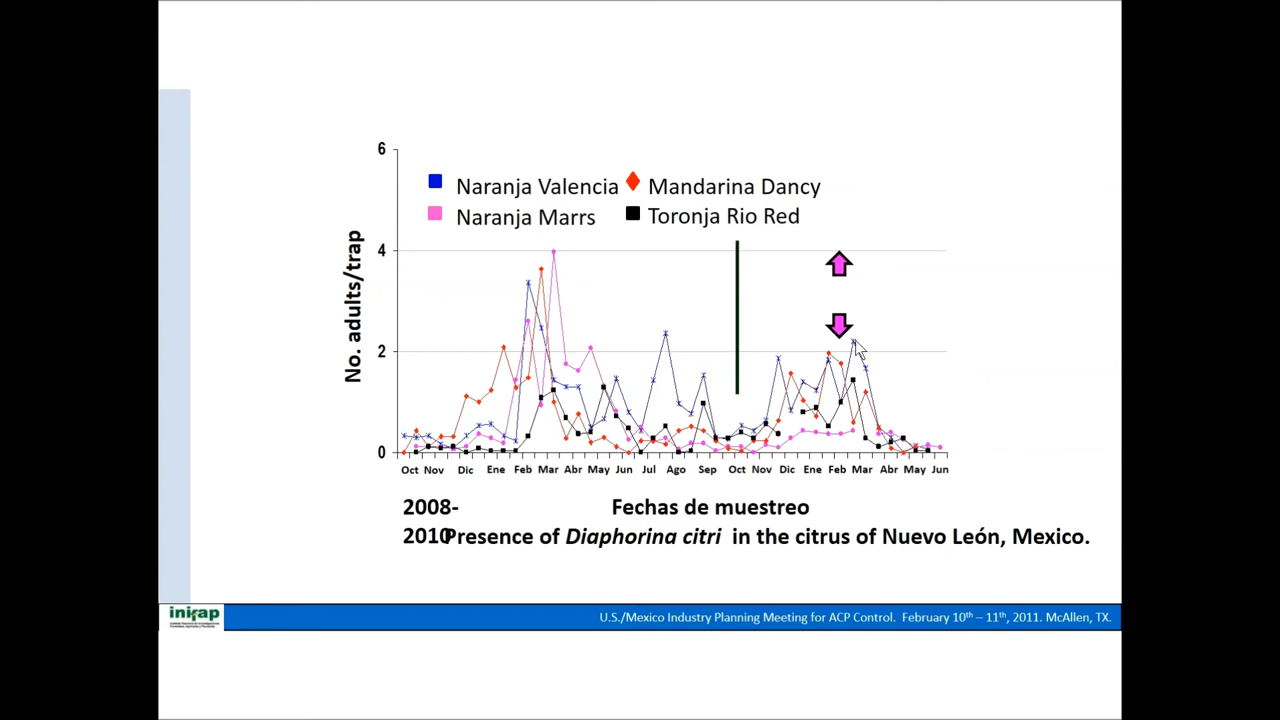 6
Naranja Valencia
Mandarina Dancy
Naranja Marrs
Toronja Rio Red
4
No. adults/trap
2
0
Oct Nov Dic Ene Feb Mar Abr May Jun Jul Ago Sep Oct Nov Dic Ene Feb Mar Abr May Jun
2008-
2010
Fechas de muestreo
Presence of Diaphorina citri in the citrus of Nuevo León, Mexico.
inifap
U.S./Mexico Industry Planning Meeting for ACP Control. February 10th – 11th, 2011. McAllen, TX.